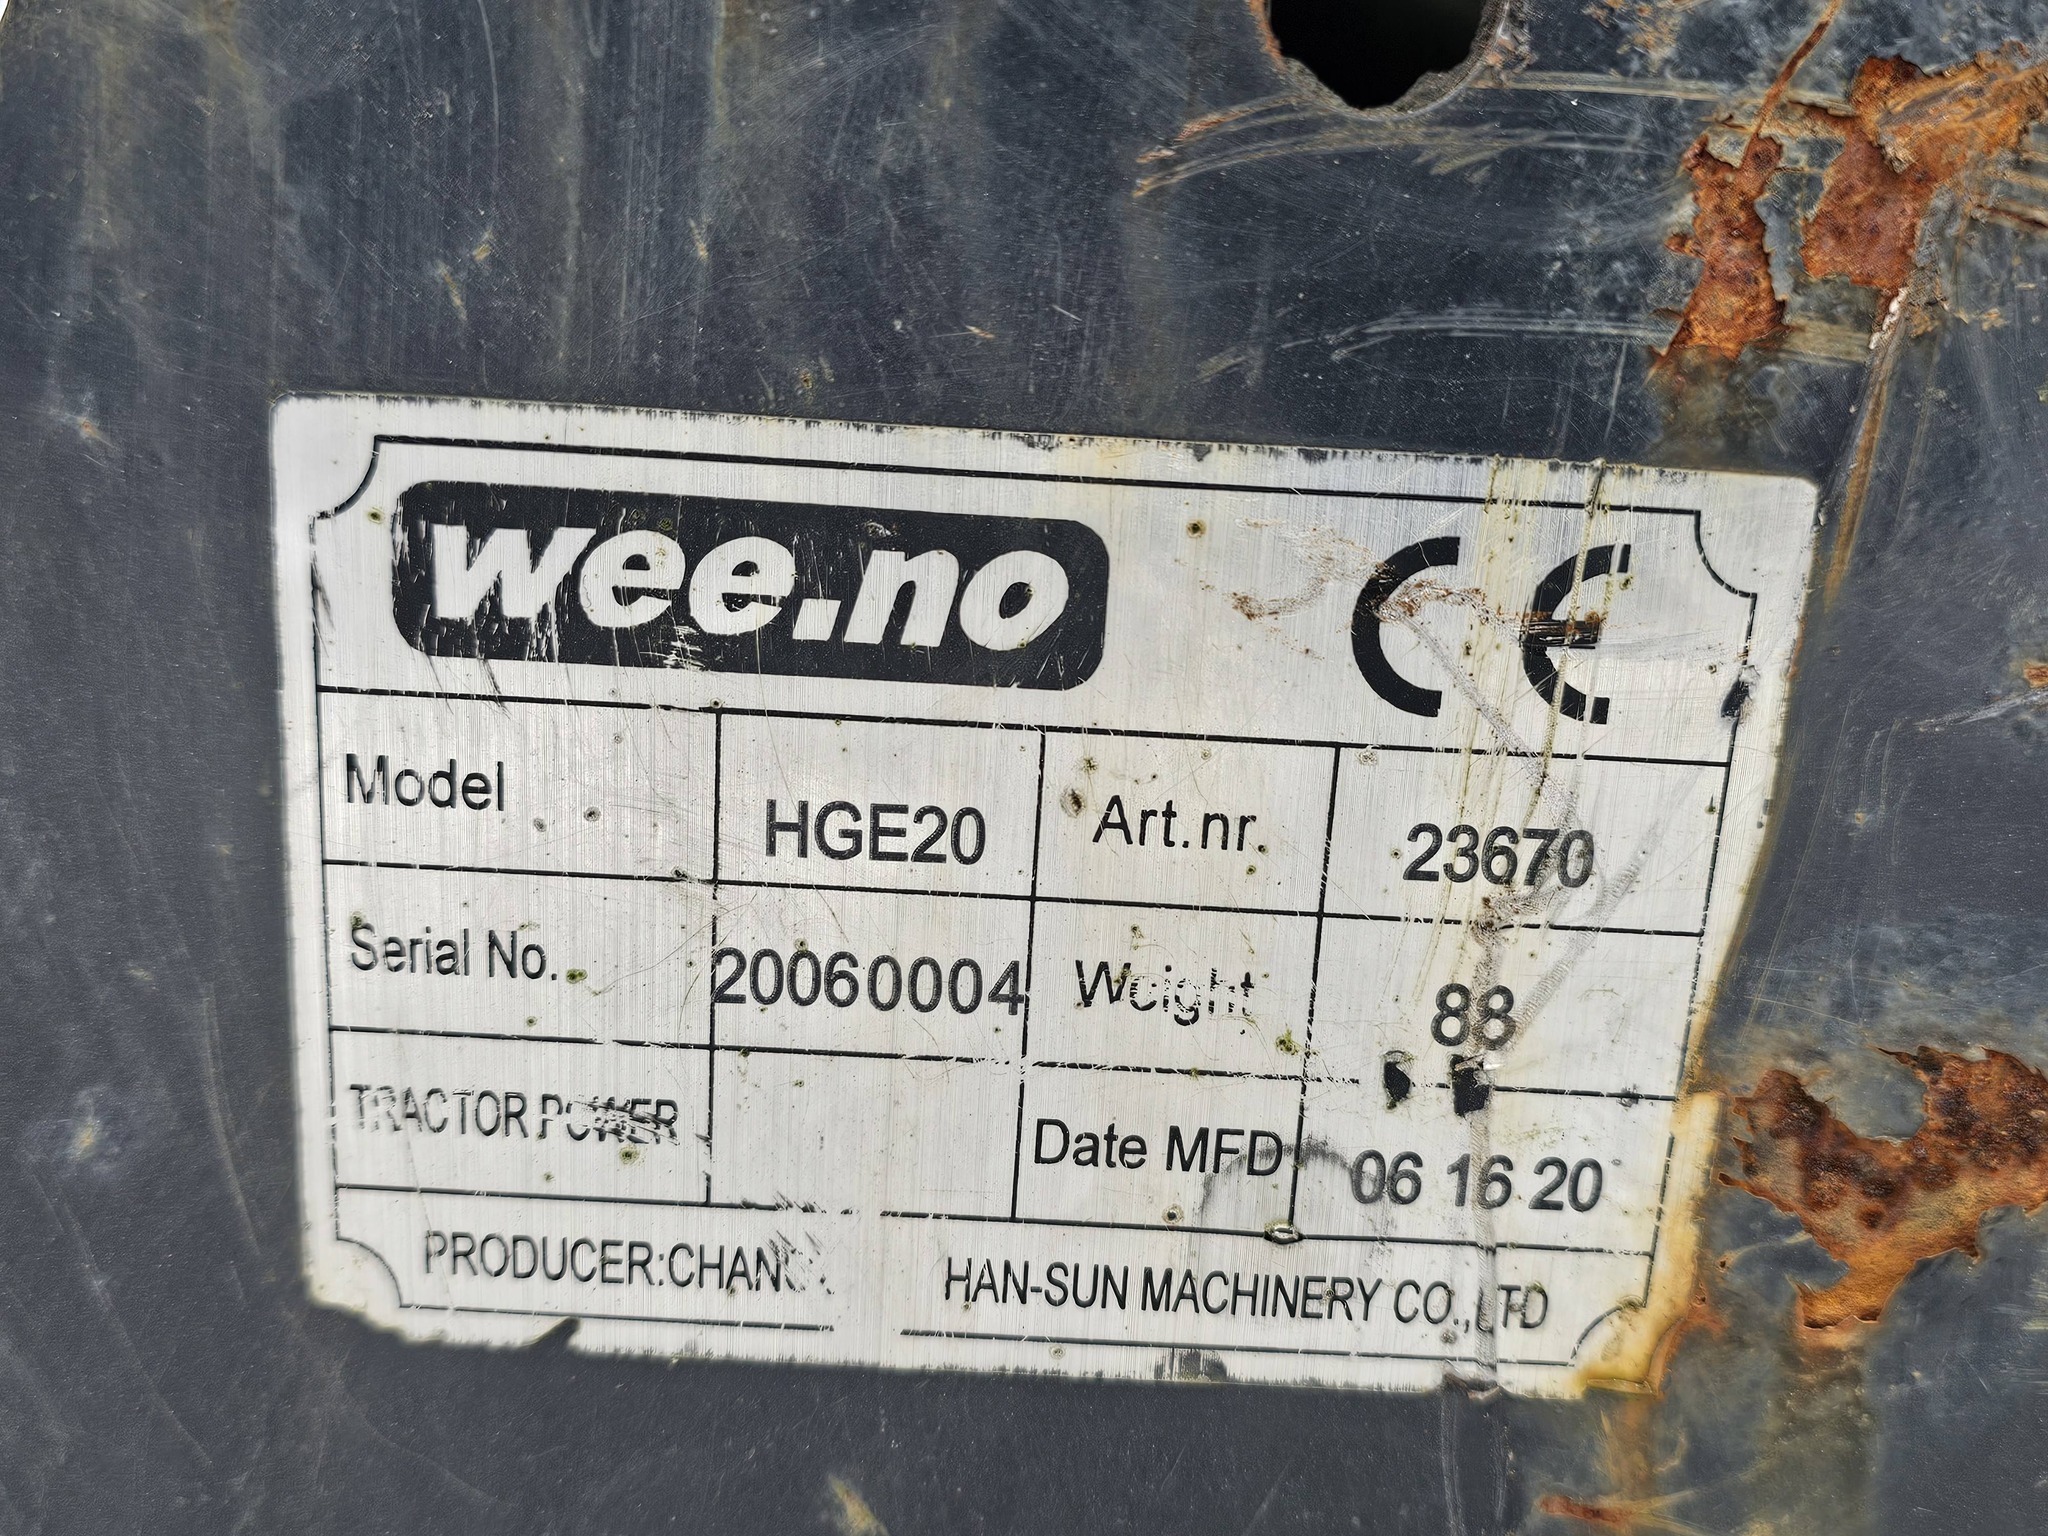 wee.no CE
Model HGE20 Art.nr. 23670
Serial No. 20060004 Weight 88
TRACTOR POWER Date MFD 06 16 20
PRODUCER: HAN-SUN MACHINERY CO.,LTD